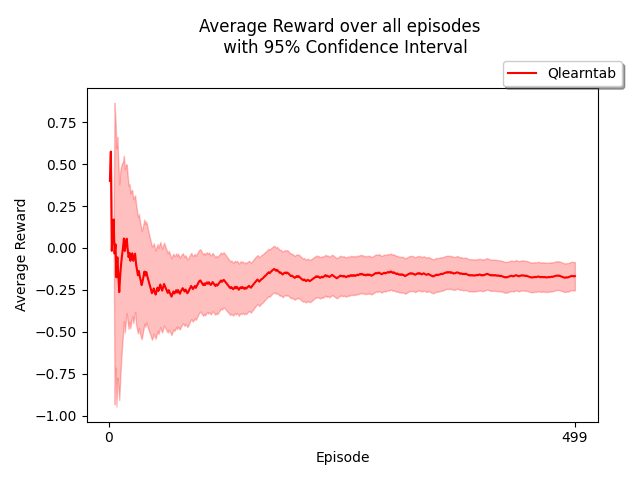 Average Reward over all episodes
with 95% Confidence Interval
Qlearntab
0.75
0.50
0.25
0.00
−0.25
−0.50
−0.75
−1.00
Average Reward
0
499
Episode